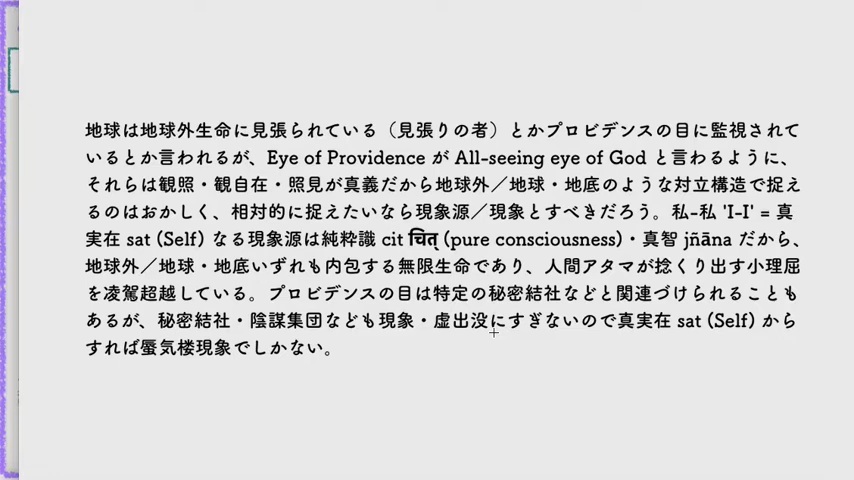 地球は地球外生命に見張られている（見張りの者）とかプロビデンスの目に監視されて
いるとか言われるが、Eye of Providence が All-seeing eye of God と言わるように、
それらは観照・観自在・照見が真義だから地球外／地球・地底のような対立構造で捉え
るのはおかしく、相対的に捉えたいなら現象源／現象とすべきだろう。私-私 'I-I' = 真
実在 sat (Self) なる現象源は純粋識 cit चित् (pure consciousness)・真智 jñāna だから、
地球外／地球・地底いずれも内包する無限生命であり、人間アタマが捻くり出す小理屈
を凌駕超越している。プロビデンスの目は特定の秘密結社などと関連づけられることも
あるが、秘密結社・陰謀集団なども現象・虚出没にすぎないので真実在 sat (Self) から
すれば蜃気楼現象でしかない。